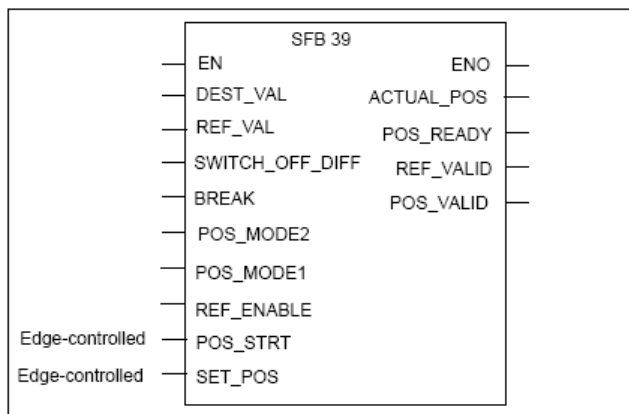 SFB 39
EN ENO
DEST_VAL ACTUAL_POS
REF_VAL POS_READY
SWITCH_OFF_DIFF REF_VALID
BREAK POS_VALID
POS_MODE2
POS_MODE1
REF_ENABLE
Edge-controlled POS_STRT
Edge-controlled SET_POS